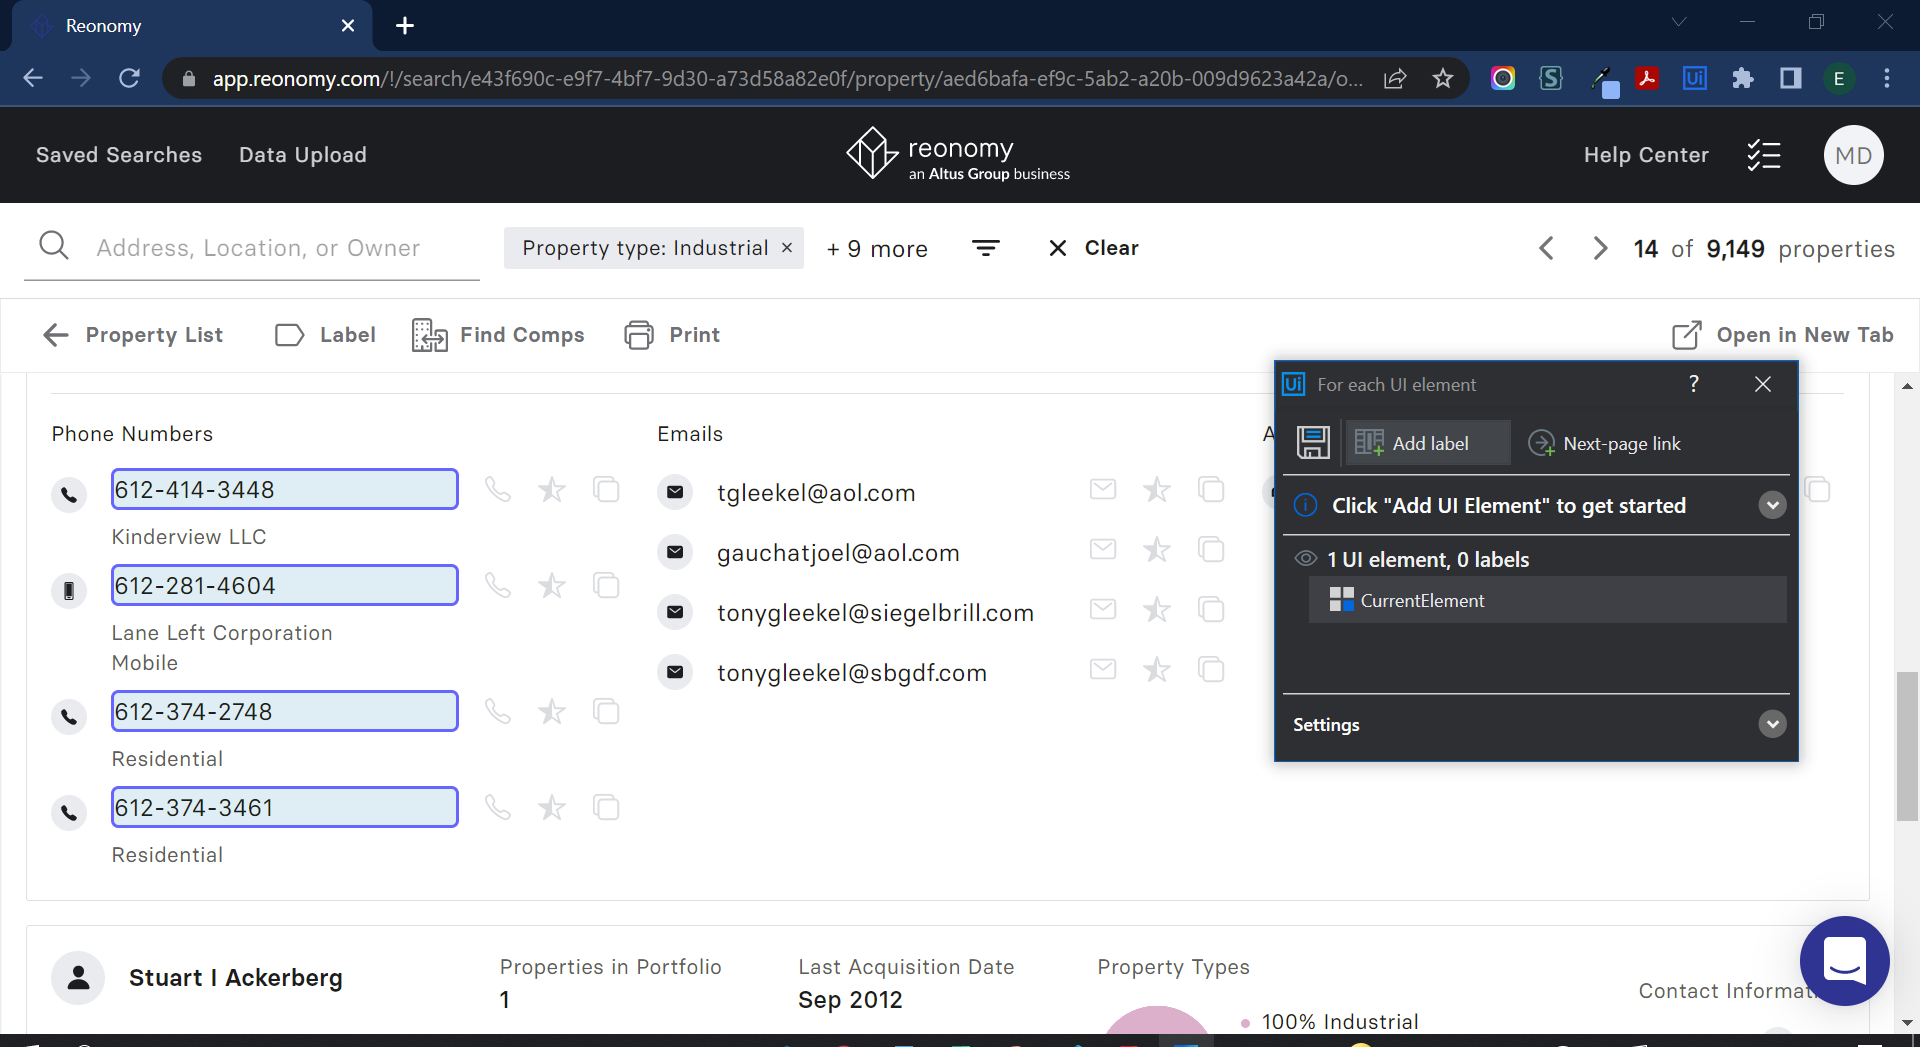 Reonomy
app.reonomy.com/!/search/e43f690c-e9f7-4bf7-9d30-a73d58a82e0f/property/aed6bafa-ef9c-5ab2-a20b-009d9623a42a/o...
E
Saved Searches
Data Upload
reonomy
an Altus Group business
Help Center
MD
Address, Location, or Owner
Property type: Industrial ×
+ 9 more
Clear
14 of 9,149 properties
Property List
Label
Find Comps
Print
Open in New Tab
Phone Numbers
612-414-3448
Kinderview LLC
612-281-4604
Lane Left Corporation
Mobile
612-374-2748
Residential
612-374-3461
Residential
Emails
tgleekel@aol.com
gauchatjoel@aol.com
tonygleekel@siegelbrill.com
tonygleekel@sbgdf.com
A
Ui For each UI element ?
Add label
Next-page link
Click "Add UI Element" to get started
1 UI element, 0 labels
CurrentElement
Settings
Stuart I Ackerberg
Properties in Portfolio
1
Last Acquisition Date
Sep 2012
Property Types
100% Industrial
Contact Informat